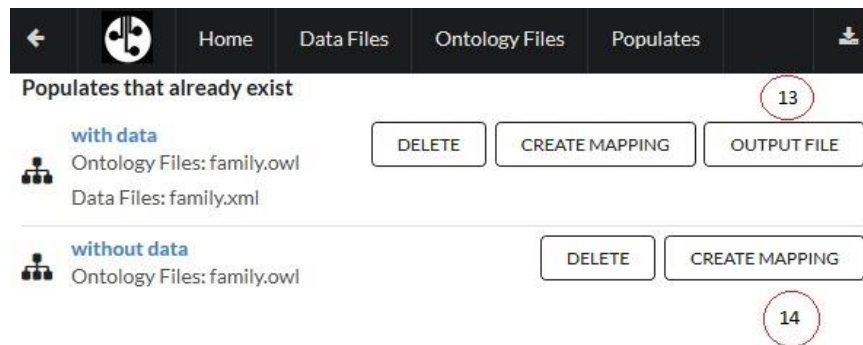 Home Data Files Ontology Files Populates
Populates that already exist
13
with data
DELETE CREATE MAPPING OUTPUT FILE
Ontology Files: family.owl
Data Files: family.xml
without data
DELETE CREATE MAPPING
Ontology Files: family.owl
14